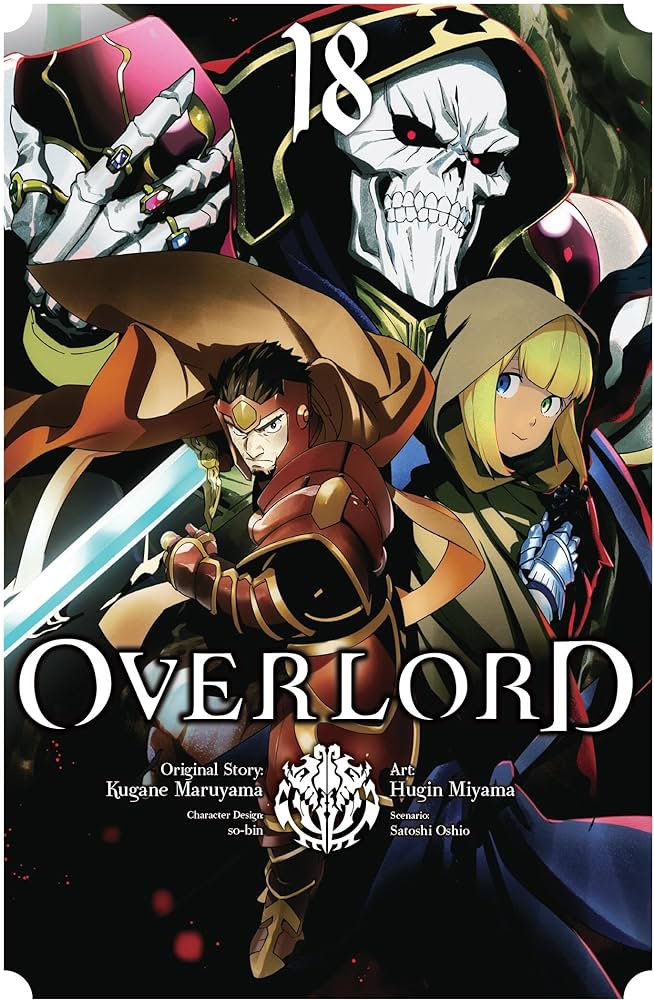 18
OVERLORD
Original Story:
Kugane Maruyama
Character Design:
so-bin
Art:
Hugin Miyama
Scenario:
Satoshi Oshio